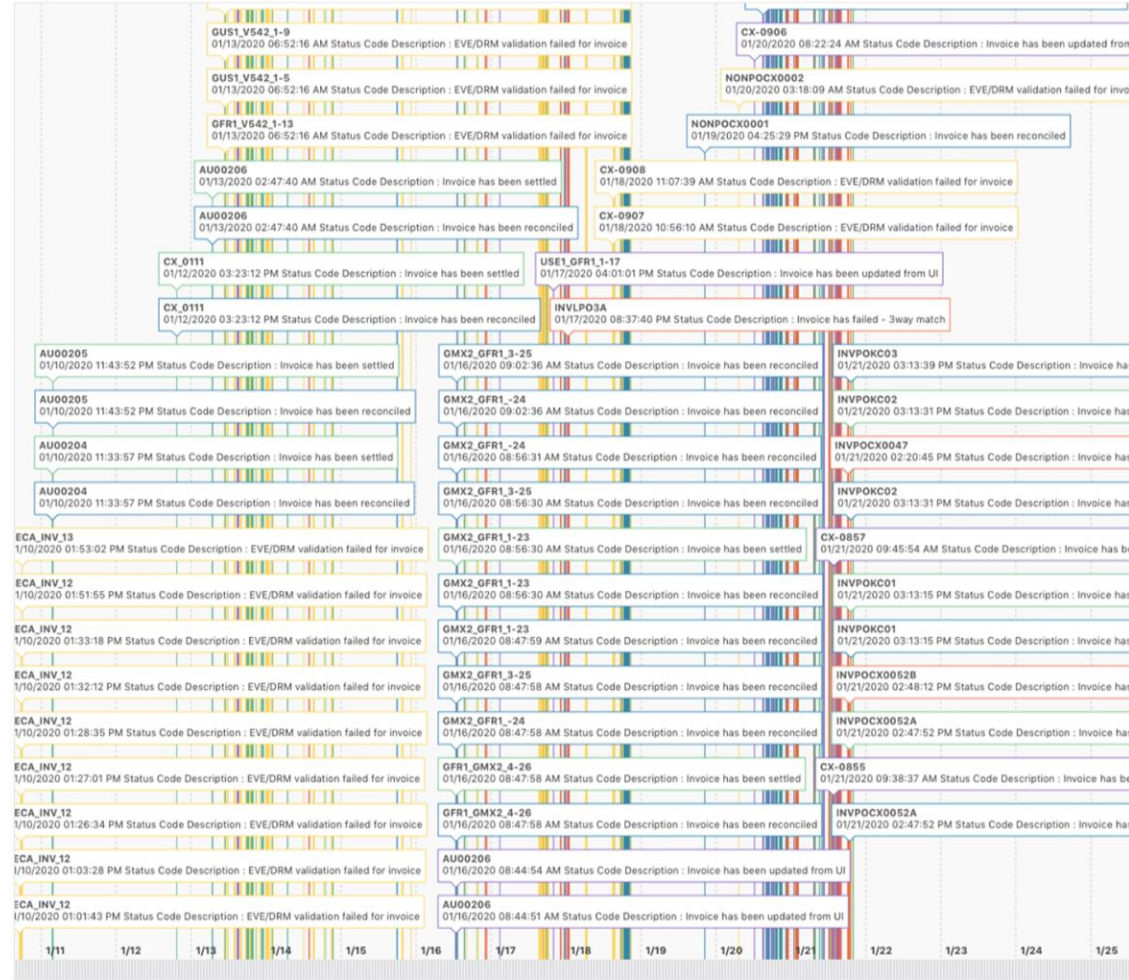 GUS1_V542_1-9
01/13/2020 06:52:16 AM Status Code Description : EVE/DRM validation failed for invoice
GUS1_V542_1-5
01/13/2020 06:52:16 AM Status Code Description : EVE/DRM validation failed for invoice
GFR1_V542_1-13
01/13/2020 06:52:16 AM Status Code Description : EVE/DRM validation failed for invoice
AU00206
01/13/2020 02:47:40 AM Status Code Description : Invoice has been settled
AU00206
01/13/2020 02:47:40 AM Status Code Description : Invoice has been reconciled
CX_0111
01/12/2020 03:23:12 PM Status Code Description : Invoice has been settled
CX_0111
01/12/2020 03:23:12 PM Status Code Description : Invoice has been reconciled
AU00205
01/10/2020 11:43:52 PM Status Code Description : Invoice has been settled
AU00205
01/10/2020 11:43:52 PM Status Code Description : Invoice has been reconciled
AU00204
01/10/2020 11:33:57 PM Status Code Description : Invoice has been settled
AU00204
01/10/2020 11:33:57 PM Status Code Description : Invoice has been reconciled
ECA_INV_13
1/10/2020 01:53:02 PM Status Code Description : EVE/DRM validation failed for invoice
ECA_INV_12
1/10/2020 01:51:55 PM Status Code Description : EVE/DRM validation failed for invoice
ECA_INV_12
1/10/2020 01:33:18 PM Status Code Description : EVE/DRM validation failed for invoice
ECA_INV_12
1/10/2020 01:32:12 PM Status Code Description : EVE/DRM validation failed for invoice
ECA_INV_12
1/10/2020 01:28:35 PM Status Code Description : EVE/DRM validation failed for invoice
ECA_INV_12
1/10/2020 01:27:01 PM Status Code Description : EVE/DRM validation failed for invoice
ECA_INV_12
1/10/2020 01:26:34 PM Status Code Description : EVE/DRM validation failed for invoice
ECA_INV_12
1/10/2020 01:03:28 PM Status Code Description : EVE/DRM validation failed for invoice
ECA_INV_12
1/10/2020 01:01:43 PM Status Code Description : EVE/DRM validation failed for invoice
CX-0906
01/20/2020 08:22:24 AM Status Code Description : Invoice has been updated from
NONPOCX0002
01/20/2020 03:18:09 AM Status Code Description : EVE/DRM validation failed for invo
NONPOCX0001
01/19/2020 04:25:29 PM Status Code Description : Invoice has been reconciled
CX-0908
01/18/2020 11:07:39 AM Status Code Description : EVE/DRM validation failed for invoice
CX-0907
01/18/2020 10:56:10 AM Status Code Description : EVE/DRM validation failed for invoice
USE1_GFR1_1-17
01/17/2020 04:01:01 PM Status Code Description : Invoice has been updated from UI
INVLPO3A
01/17/2020 08:37:40 PM Status Code Description : Invoice has failed - 3way match
GMX2_GFR1_3-25
01/16/2020 09:02:36 AM Status Code Description : Invoice has been reconciled
GMX2_GFR1_-24
01/16/2020 09:02:36 AM Status Code Description : Invoice has been reconciled
GMX2_GFR1_-24
01/16/2020 08:56:31 AM Status Code Description : Invoice has been reconciled
GMX2_GFR1_3-25
01/16/2020 08:56:30 AM Status Code Description : Invoice has been reconciled
GMX2_GFR1_1-23
01/16/2020 08:56:30 AM Status Code Description : Invoice has been settled
GMX2_GFR1_1-23
01/16/2020 08:56:30 AM Status Code Description : Invoice has been reconciled
GMX2_GFR1_1-23
01/16/2020 08:47:59 AM Status Code Description : Invoice has been reconciled
GMX2_GFR1_3-25
01/16/2020 08:47:58 AM Status Code Description : Invoice has been reconciled
GMX2_GFR1_-24
01/16/2020 08:47:58 AM Status Code Description : Invoice has been reconciled
GFR1_GMX2_4-26
01/16/2020 08:47:58 AM Status Code Description : Invoice has been settled
GFR1_GMX2_4-26
01/16/2020 08:47:58 AM Status Code Description : Invoice has been reconciled
AU00206
01/16/2020 08:44:54 AM Status Code Description : Invoice has been updated from UI
AU00206
01/16/2020 08:44:51 AM Status Code Description : Invoice has been updated from UI
INVPOKC03
01/21/2020 03:13:39 PM Status Code Description : Invoice has
INVPOKC02
01/21/2020 03:13:31 PM Status Code Description : Invoice has
INVPOCX0047
01/21/2020 02:20:45 PM Status Code Description : Invoice has
INVPOKC02
01/21/2020 03:13:31 PM Status Code Description : Invoice has
CX-0857
01/21/2020 09:45:54 AM Status Code Description : Invoice has be
INVPOKC01
01/21/2020 03:13:15 PM Status Code Description : Invoice has
INVPOKC01
01/21/2020 03:13:15 PM Status Code Description : Invoice has
INVPOCX0052B
01/21/2020 02:48:12 PM Status Code Description : Invoice has
INVPOCX0052A
01/21/2020 02:47:52 PM Status Code Description : Invoice has
CX-0855
01/21/2020 09:38:37 AM Status Code Description : Invoice has be
INVPOCX0052A
01/21/2020 02:47:52 PM Status Code Description : Invoice has
1/11 1/12 1/13 1/14 1/15 1/16 1/17 1/18 1/19 1/20 1/21 1/22 1/23 1/24 1/25